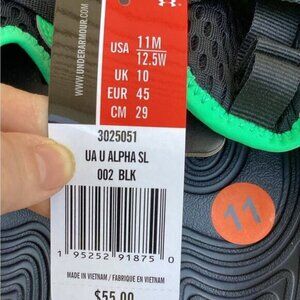 WWW.UNDERARMOUR.COM
USA 11M
12.5W
UK 10
EUR 45
CM 29
3025051
UA U ALPHA SL
002 BLK
1 95252 91875 0
MADE IN VIETNAM / FABRIQUE EN VIETNAM
$55.00
11